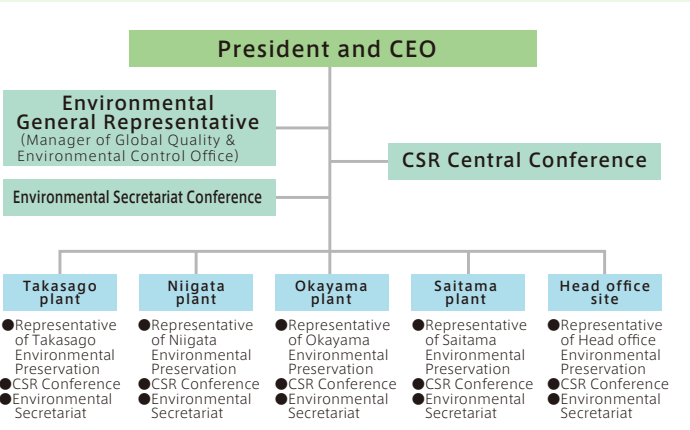 President and CEO
Environmental
General Representative
(Manager of Global Quality &
Environmental Control Office)
CSR Central Conference
Environmental Secretariat Conference
Takasago
plant
●Representative
of Takasago
Environmental
Preservation
●CSR Conference
●Environmental
Secretariat
Niigata
plant
●Representative
of Niigata
Environmental
Preservation
●CSR Conference
●Environmental
Secretariat
Okayama
plant
●Representative
of Okayama
Environmental
Preservation
●CSR Conference
●Environmental
Secretariat
Saitama
plant
●Representative
of Saitama
Environmental
Preservation
●CSR Conference
●Environmental
Secretariat
Head office
site
●Representative
of Head office
Environmental
Preservation
●CSR Conference
●Environmental
Secretariat